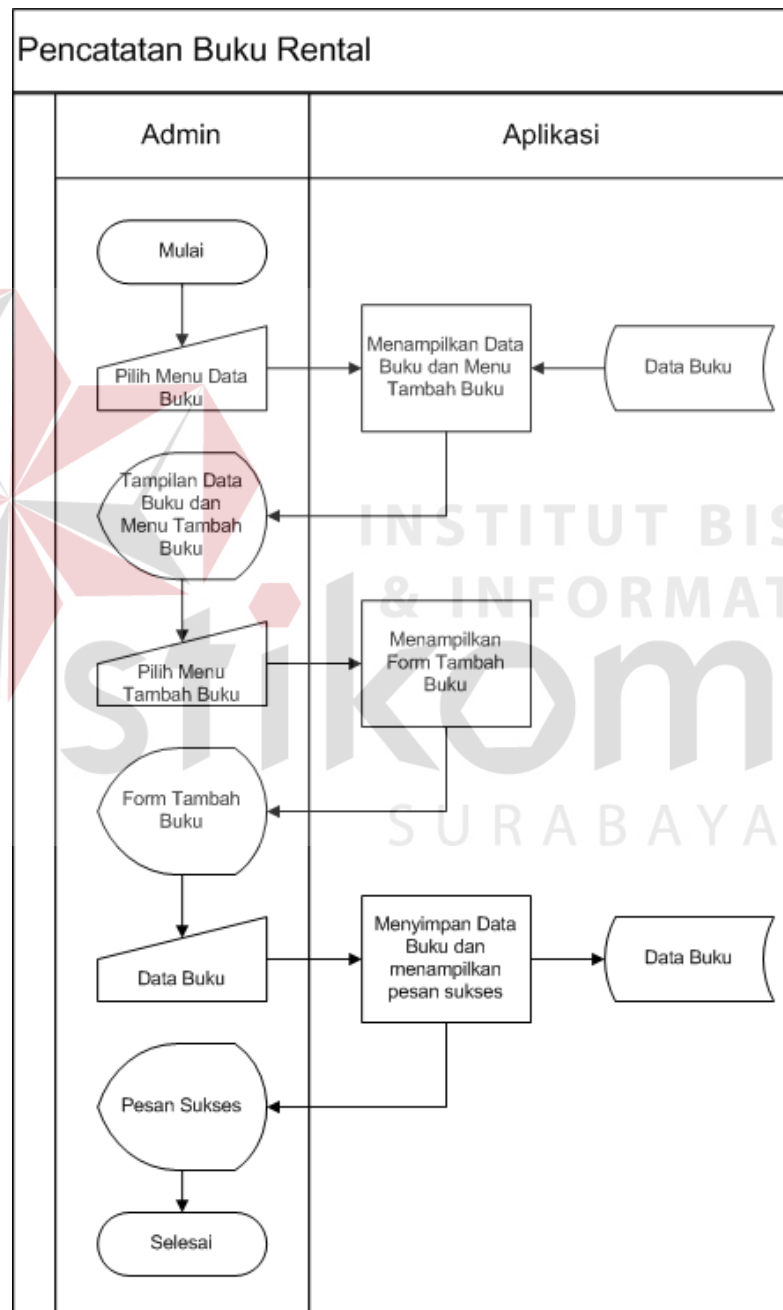 Pencatatan Buku Rental
Admin
Aplikasi
Mulai
Pilih Menu Data
Buku
Menampilkan Data
Buku dan Menu
Tambah Buku
Data Buku
Tampilan Data
Buku dan
Menu Tambah
Buku
INSTITUT BIS
& INFORMAT
stikom
SURABAYA
Pilih Menu
Tambah Buku
Menampilkan
Form Tambah
Buku
Form Tambah
Buku
Data Buku
Menyimpan Data
Buku dan
menampilkan
pesan sukses
Data Buku
Pesan Sukses
Selesai